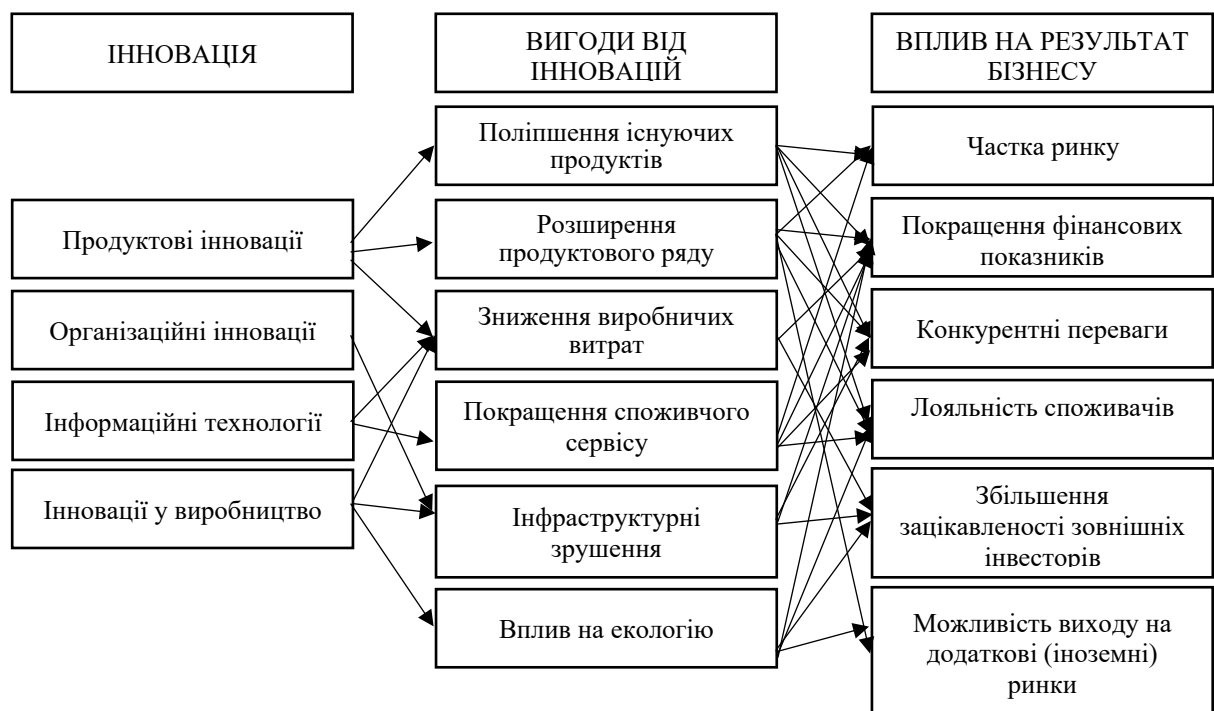 ІННОВАЦІЯ
ВИГОДИ ВІД
ІННОВАЦІЙ
ВПЛИВ НА РЕЗУЛЬТАТ
БІЗНЕСУ
Продуктові інновації
Організаційні інновації
Інформаційні технології
Інновації у виробництво
Поліпшення існуючих
продуктів
Розширення
продуктового ряду
Зниження виробничих
витрат
Покращення споживчого
сервісу
Інфраструктурні
зрушення
Вплив на екологію
Частка ринку
Покращення фінансових
показників
Конкурентні переваги
Лояльність споживачів
Збільшення
зацікавленості зовнішніх
інвесторів
Можливість виходу на
додаткові (іноземні)
ринки